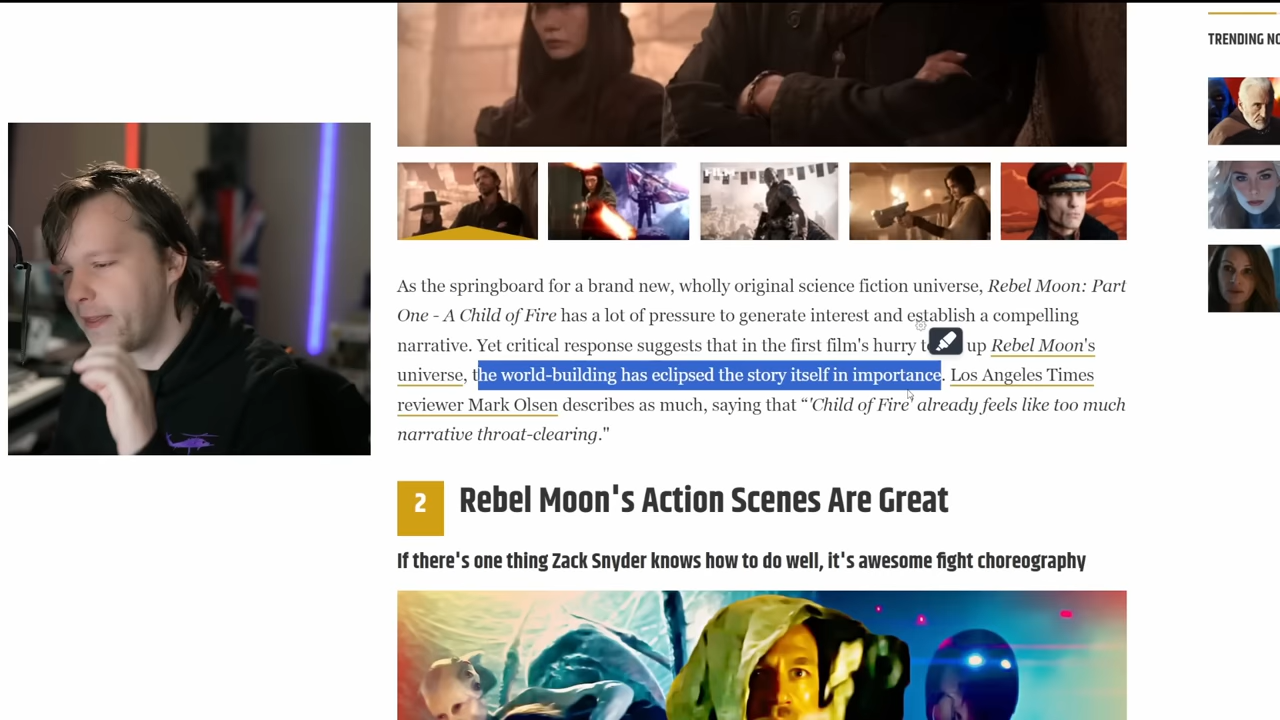 TRENDING NO
FILM
As the springboard for a brand new, wholly original science fiction universe, Rebel Moon: Part
One - A Child of Fire has a lot of pressure to generate interest and establish a compelling
narrative. Yet critical response suggests that in the first film's hurry t up Rebel Moon's
universe, the world-building has eclipsed the story itself in importance. Los Angeles Times
reviewer Mark Olsen describes as much, saying that “'Child of Fire' already feels like too much
narrative throat-clearing."
2 Rebel Moon's Action Scenes Are Great
If there's one thing Zack Snyder knows how to do well, it's awesome fight choreography